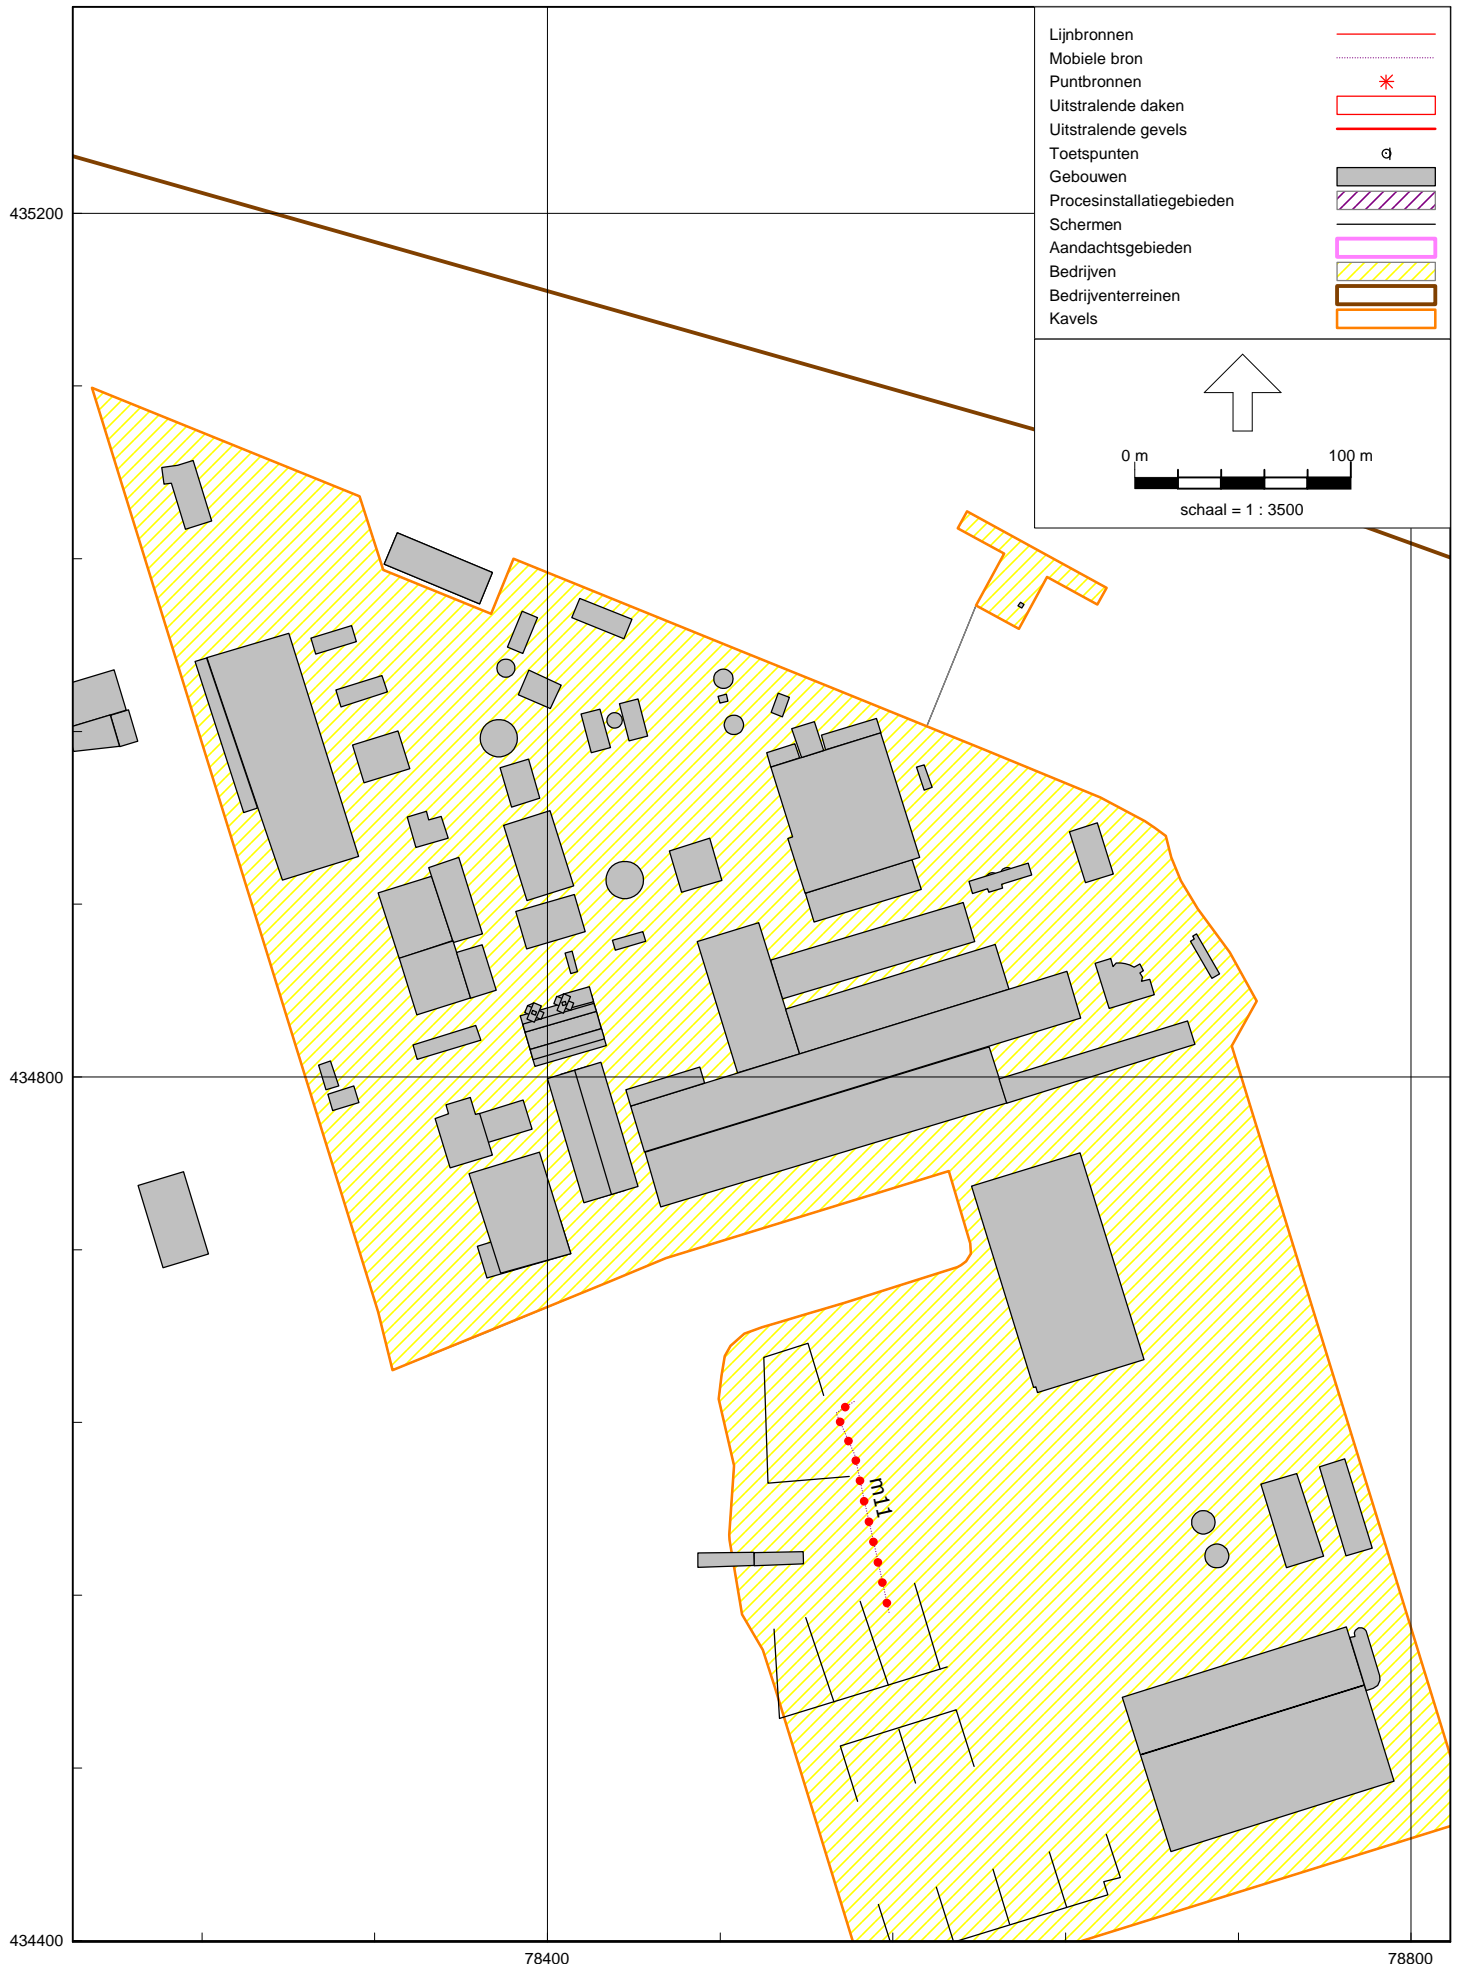 Lijnbronnen
Mobiele bron
Puntbronnen
Uitstralende daken
Uitstralende gevels
Toetspunten
Gebouwen
Procesinstallatiegebieden
Schermen
Aandachtsgebieden
Bedrijven
Bedrijventerreinen
Kavels
435200
0 m 100 m
schaal = 1 : 3500
434800
m11
434400
78400 78800